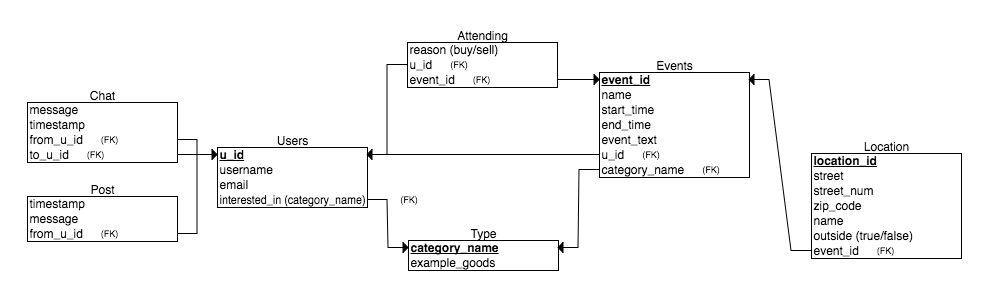 Attending
reason (buy/sell)
u_id (FK)
event_id (FK)
Events
event_id
name
start_time
end_time
event_text
u_id (FK)
category_name (FK)
Chat
message
timestamp
from_u_id (FK)
to_u_id (FK)
Users
u_id
username
email
interested_in (category_name) (FK)
Location
location_id
street
street_num
zip_code
name
outside (true/false)
event_id (FK)
Post
timestamp
message
from_u_id (FK)
Type
category_name
example_goods